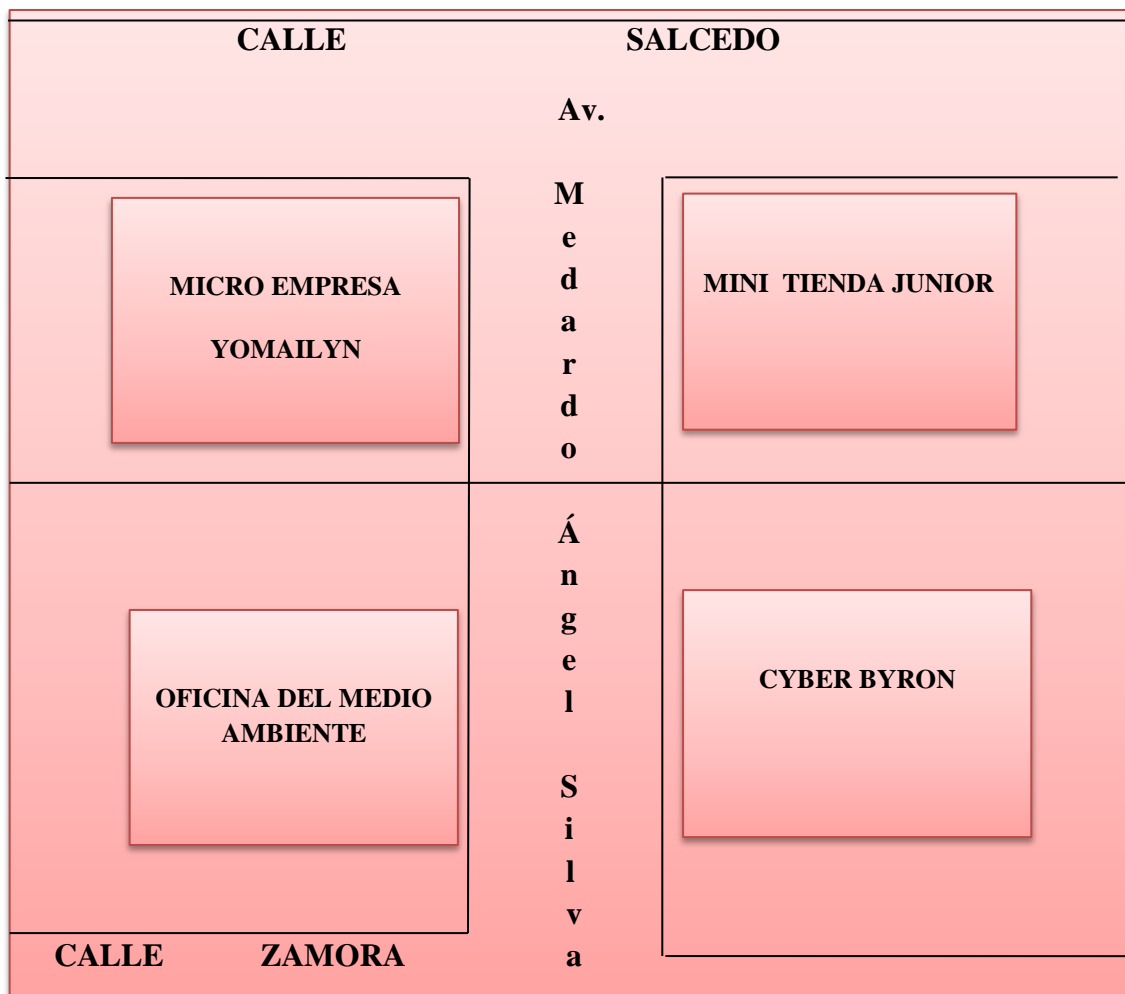 CALLE SALCEDO
Av.
Medardo
Ángel
Silva
MICRO EMPRESA
YOMAILYN
MINI TIENDA JUNIOR
OFICINA DEL MEDIO
AMBIENTE
CYBER BYRON
CALLE ZAMORA